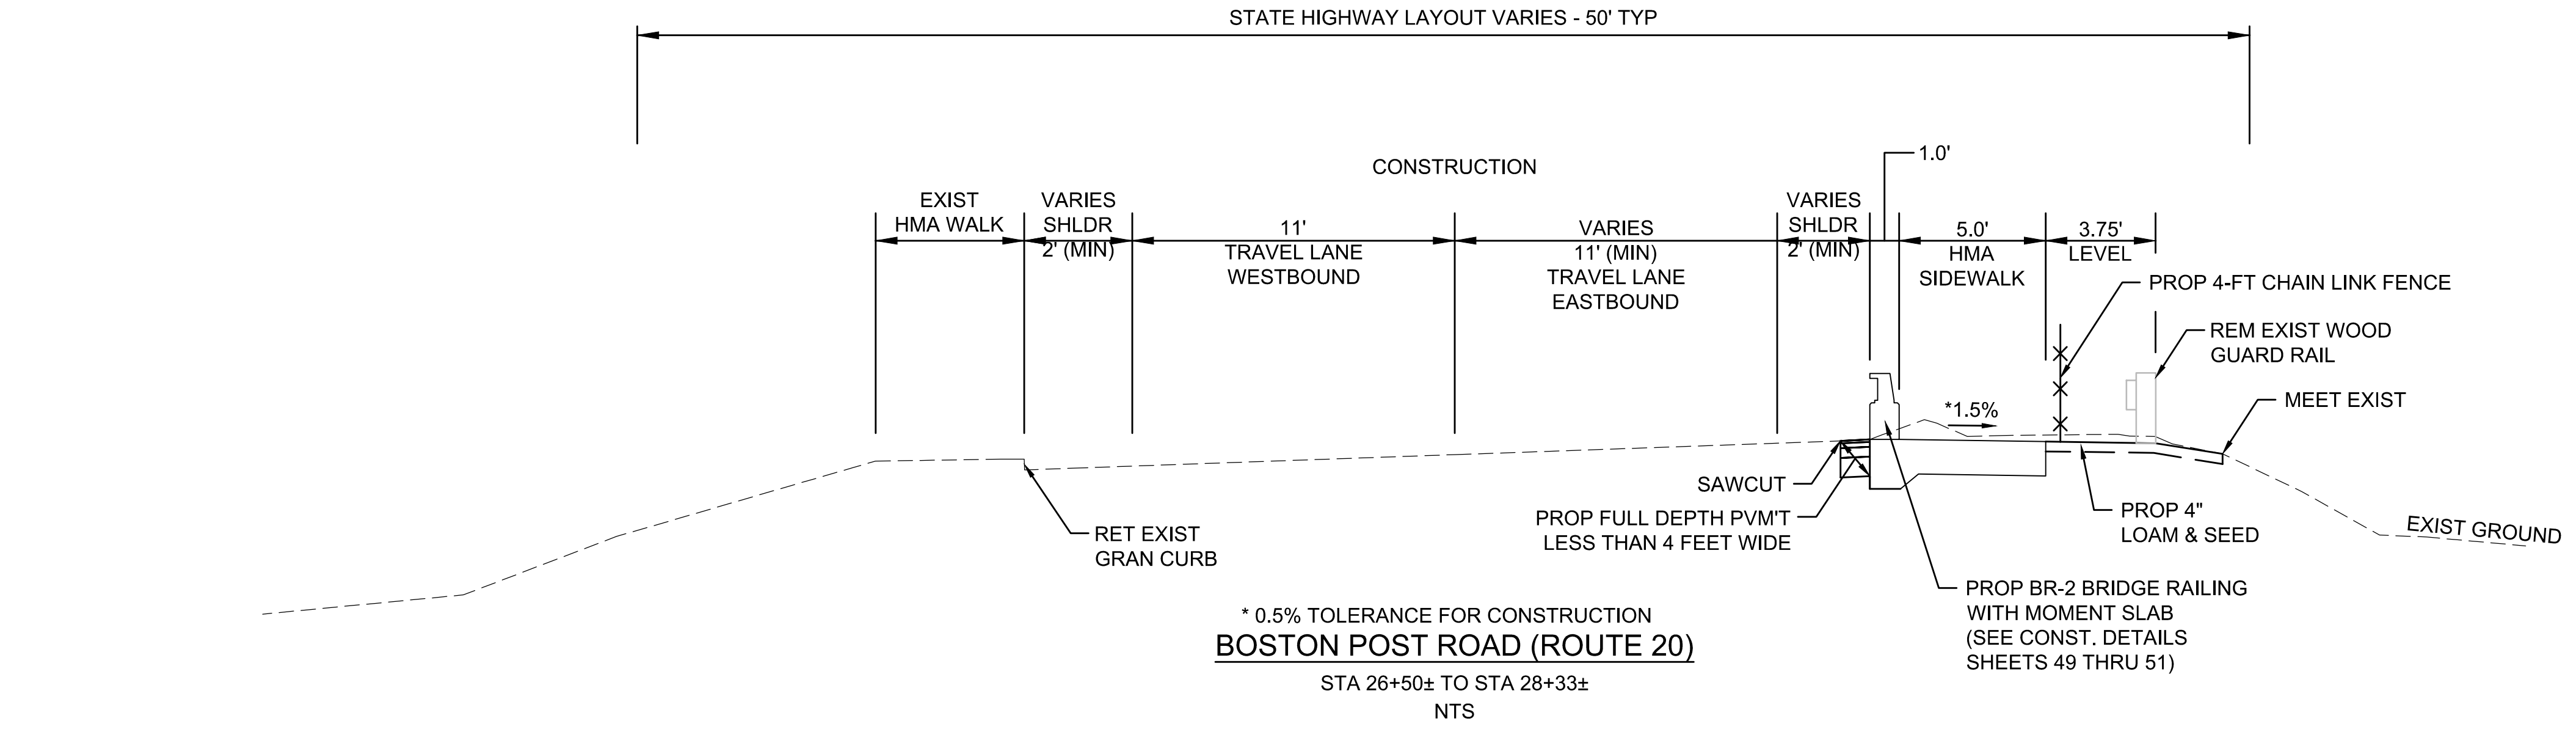 STATE HIGHWAY LAYOUT VARIES - 50' TYP
CONSTRUCTION
1.0'
EXIST
HMA WALK
VARIES
SHLDR
2' (MIN)
11'
TRAVEL LANE
WESTBOUND
VARIES
11' (MIN)
TRAVEL LANE
EASTBOUND
VARIES
SHLDR
2' (MIN)
5.0'
HMA
SIDEWALK
3.75'
LEVEL
PROP 4-FT CHAIN LINK FENCE
REM EXIST WOOD
GUARD RAIL
MEET EXIST
*1.5%
SAWCUT
PROP FULL DEPTH PVM'T
LESS THAN 4 FEET WIDE
RET EXIST
GRAN CURB
PROP 4"
LOAM & SEED
EXIST GROUND
PROP BR-2 BRIDGE RAILING
WITH MOMENT SLAB
(SEE CONST. DETAILS
SHEETS 49 THRU 51)
* 0.5% TOLERANCE FOR CONSTRUCTION
BOSTON POST ROAD (ROUTE 20)
STA 26+50± TO STA 28+33±
NTS